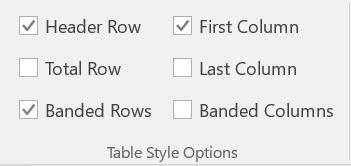 Header Row First Column
Total Row Last Column
Banded Rows Banded Columns
Table Style Options